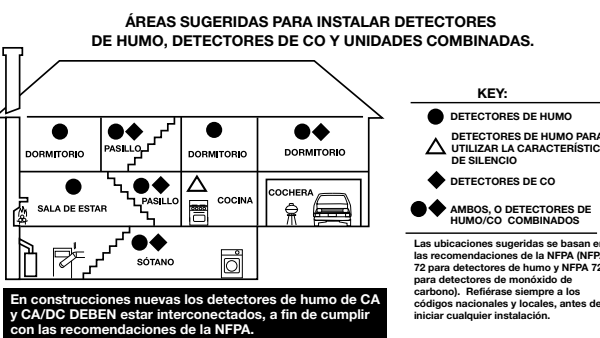 ÁREAS SUGERIDAS PARA INSTALAR DETECTORES
DE HUMO, DETECTORES DE CO Y UNIDADES COMBINADAS.
DORMITORIO
PASILLO
DORMITORIO
DORMITORIO
SALA DE ESTAR
PASILLO
COCINA
COCHERA
SÓTANO
En construcciones nuevas los detectores de humo de CA
y CA/DC DEBEN estar interconectados, a fin de cumplir
con las recomendaciones de la NFPA.
KEY:
DETECTORES DE HUMO
DETECTORES DE HUMO PARA
UTILIZAR LA CARACTERÍSTIC
DE SILENCIO
DETECTORES DE CO
AMBOS, O DETECTORES DE
HUMO/CO COMBINADOS
Las ubicaciones sugeridas se basan en
las recomendaciones de la NFPA (NFPA
72 para detectores de humo y NFPA 72
para detectores de monóxido de
carbono). Refiérase siempre a los
códigos nacionales y locales, antes de
iniciar cualquier instalación.